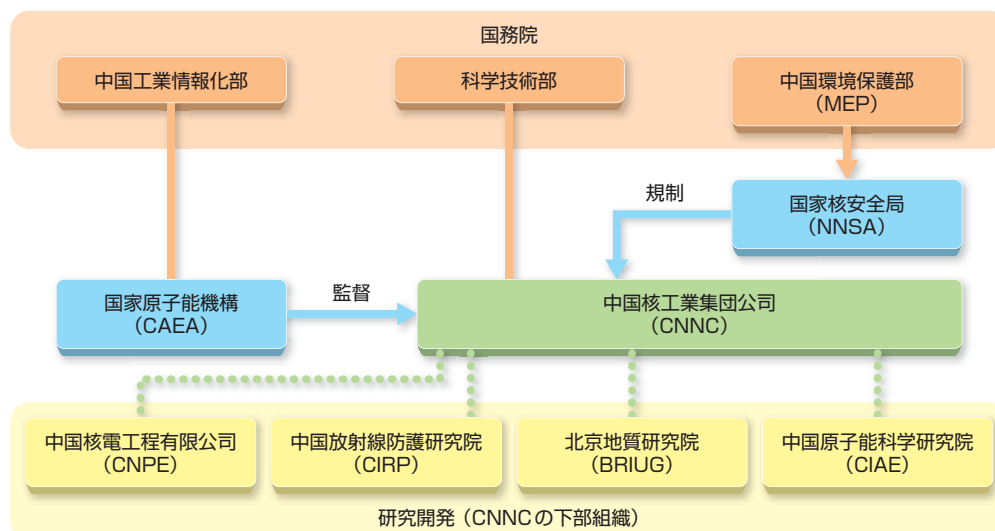 国務院
中国工業情報化部
科学技術部
中国環境保護部
（MEP）
規制
国家核安全局
（NNSA）
国家原子能機構
（CAEA）
監督
中国核工業集団公司
（CNNC）
中国核電工程有限公司
（CNPE）
中国放射線防護研究院
（CIRP）
北京地質研究院
（BRIUG）
中国原子能科学研究院
（CIAE）
研究開発（CNNCの下部組織）